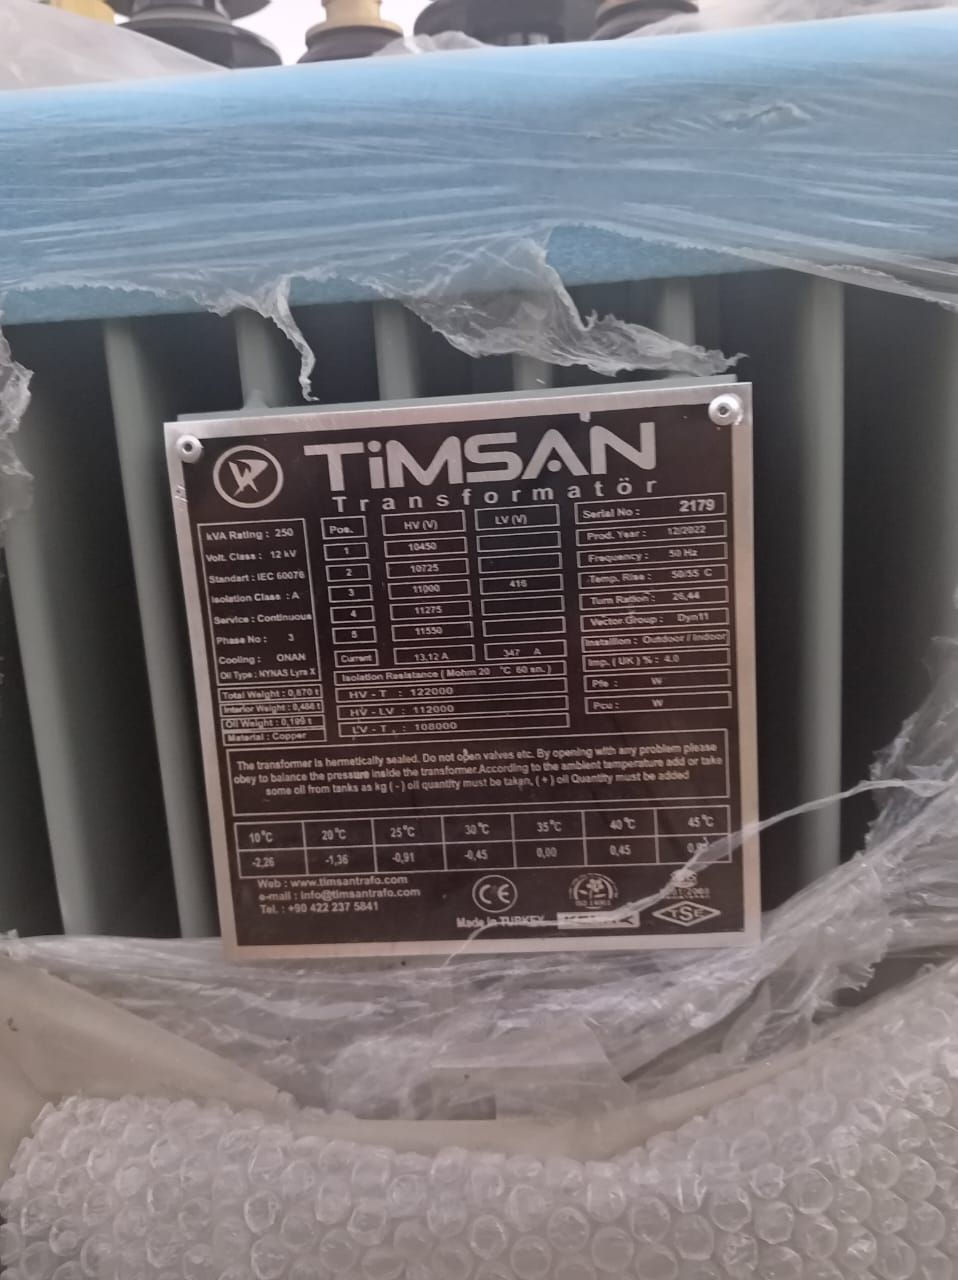 TiMSAN
Transformatör
kVA Rating : 250
Volt. Class : 12 kV
Standart : IEC 60076
Isolation Class : A
Service : Continuous
Phase No : 3
Cooling : ONAN
Oil Type : NYNAS Lyra X
Total Weight : 0,870 t
Interior Weight : 0,486 t
Oil Weight : 0,199 t
Material : Copper
Pos. HV (V) LV (V)
1 10450
2 10725
3 11000 416
4 11275
5 11550
Current 13,12 A 347 A
Isolation Resistance ( Mohm 20 °C 60 sn. )
HV - T : 122000
HV - LV : 112000
LV - T : 108000
Serial No : 2179
Prod. Year : 12/2022
Frequency : 50 Hz
Temp. Rise : 50/55 C
Turn Ration : 26,44
Vector Group : Dyn11
Installion : Outdoor / Indoor
Imp. ( UK ) % : 4.0
Pfe : W
Pcu : W
The transformer is hermetically sealed. Do not open valves etc. By opening with any problem please
obey to balance the pressure inside the transformer.According to the ambient temperature add or take
some oil from tanks as kg ( - ) oil quantity must be taken, ( + ) oil Quantity must be added
10°C 20°C 25°C 30°C 35°C 40°C 45°C
-2,26 -1,36 -0,91 -0,45 0,00 0,45
Web : www.timsantrafo.com
e-mail : info@timsantrafo.com
Tel. : +90 422 237 5841
CE
Made in TURKEY
TSE